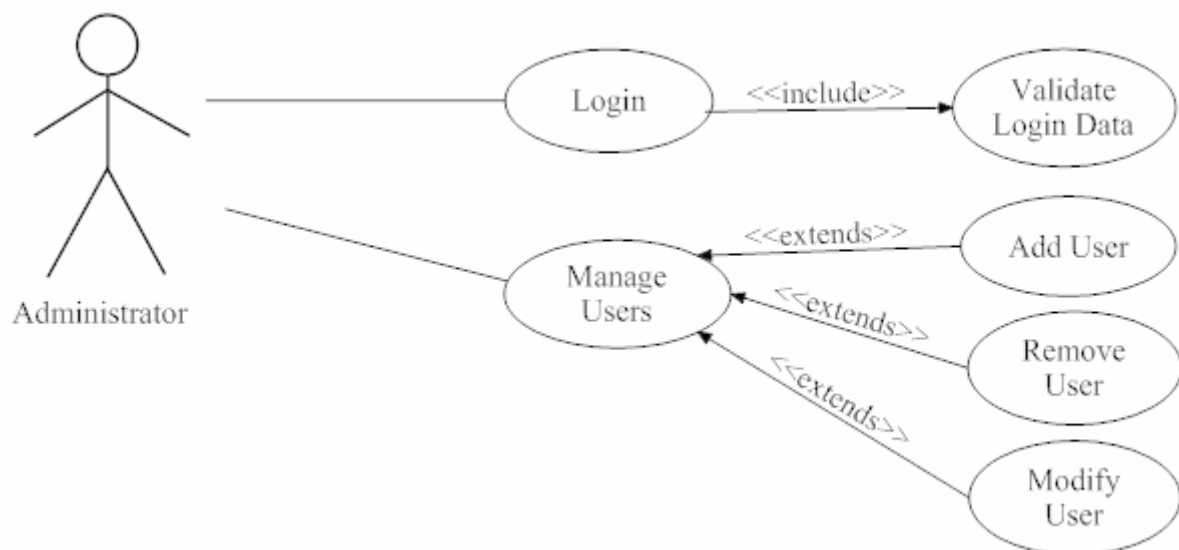 Login
<<include>>
Validate
Login Data
Administrator
Manage
Users
<<extends>>
Add User
<<extends>>
Remove
User
<<extends>>
Modify
User